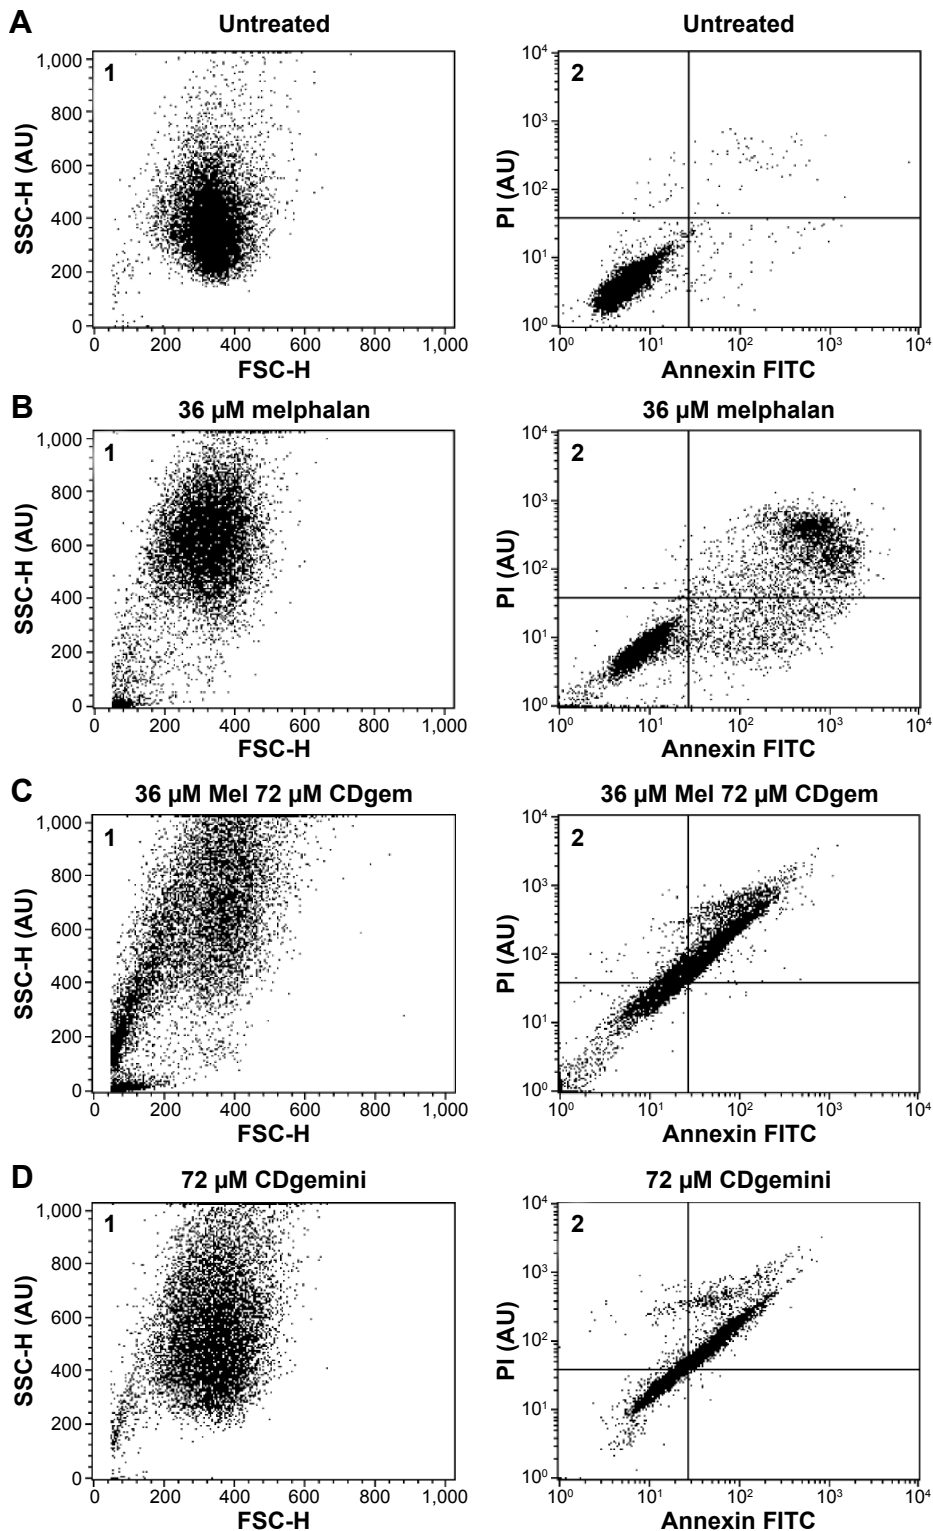 A
Untreated
Untreated
1
2
SSC-H (AU)
1,000
800
600
400
200
0
0 200 400 600 800 1,000
FSC-H
PI (AU)
10⁴
10³
10²
10¹
10⁰
10⁰ 10¹ 10² 10³ 10⁴
Annexin FITC
B
36 µM melphalan
36 µM melphalan
1
2
SSC-H (AU)
1,000
800
600
400
200
0
0 200 400 600 800 1,000
FSC-H
PI (AU)
10⁴
10³
10²
10¹
10⁰
10⁰ 10¹ 10² 10³ 10⁴
Annexin FITC
C
36 µM Mel 72 µM CDgem
36 µM Mel 72 µM CDgem
1
2
SSC-H (AU)
1,000
800
600
400
200
0
0 200 400 600 800 1,000
FSC-H
PI (AU)
10⁴
10³
10²
10¹
10⁰
10⁰ 10¹ 10² 10³ 10⁴
Annexin FITC
D
72 µM CDgemini
72 µM CDgemini
1
2
SSC-H (AU)
1,000
800
600
400
200
0
0 200 400 600 800 1,000
FSC-H
PI (AU)
10⁴
10³
10²
10¹
10⁰
10⁰ 10¹ 10² 10³ 10⁴
Annexin FITC